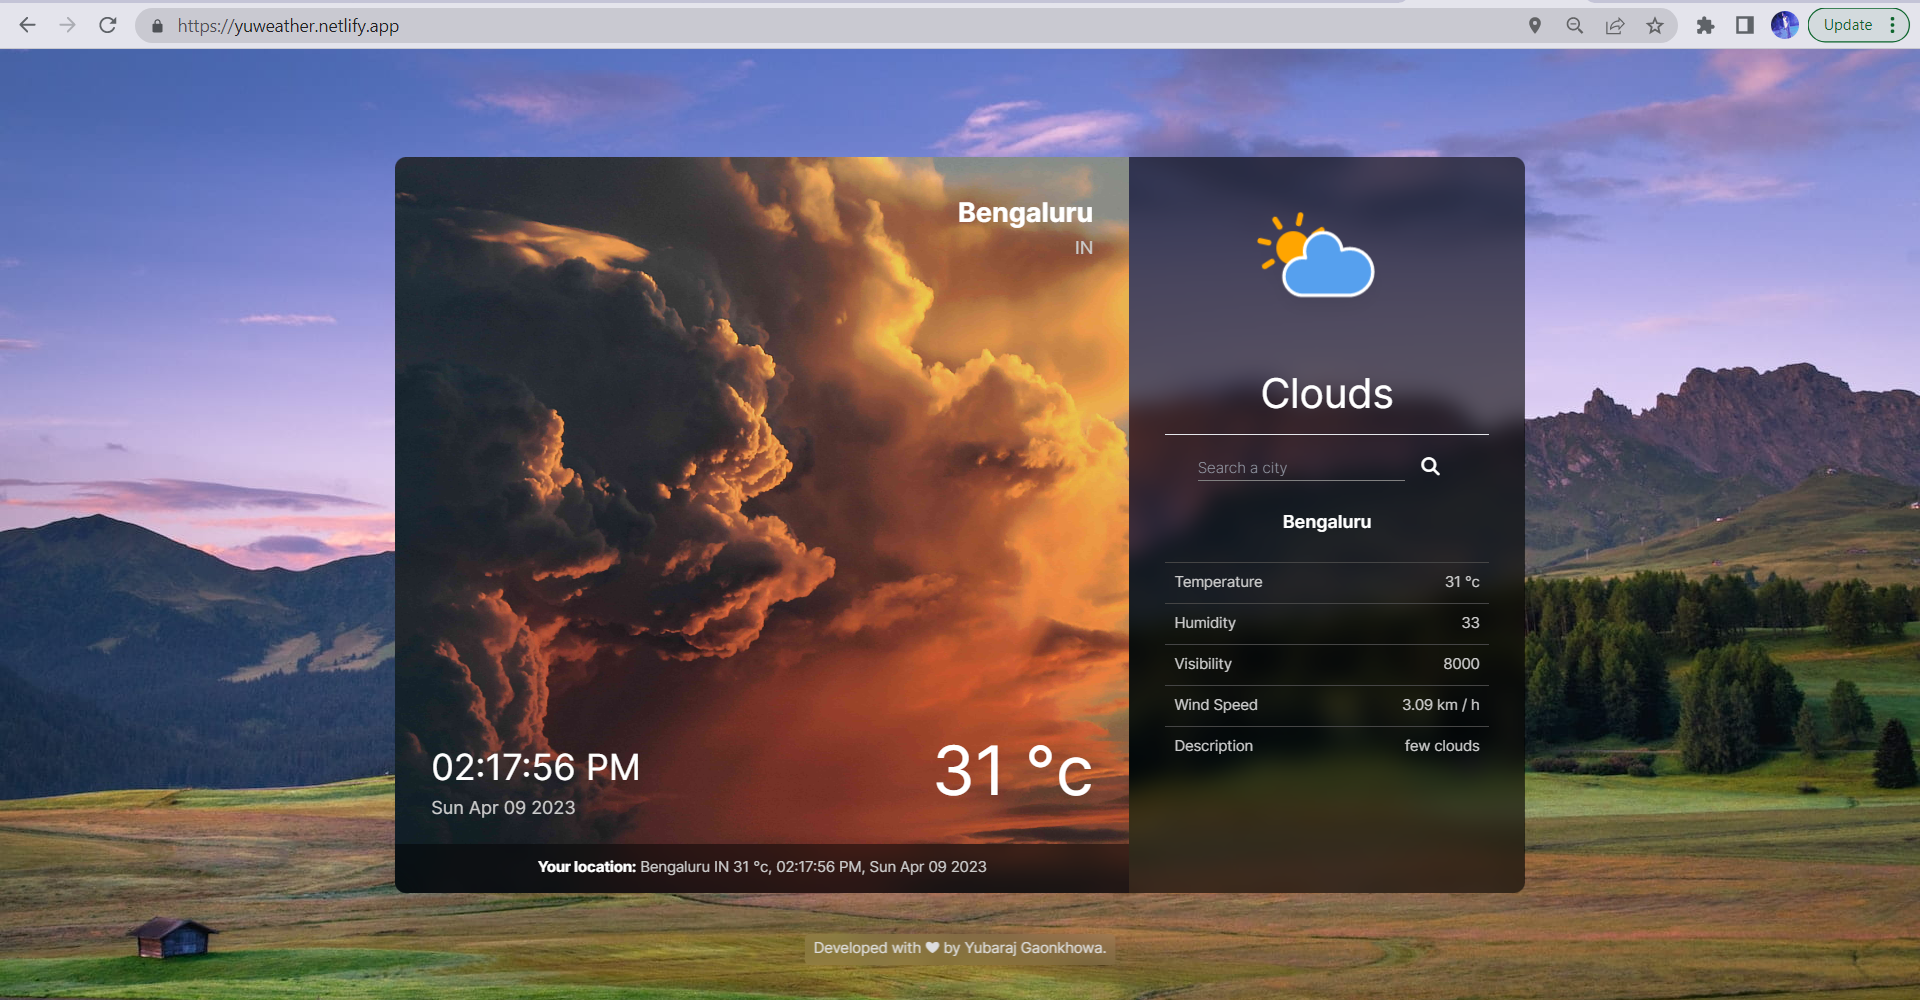 https://yuweather.netlify.app
Update
Bengaluru
IN
02:17:56 PM
Sun Apr 09 2023
31 °c
Your location: Bengaluru IN 31 °c, 02:17:56 PM, Sun Apr 09 2023
Clouds
Search a city
Bengaluru
Temperature 31 °c
Humidity 33
Visibility 8000
Wind Speed 3.09 km / h
Description few clouds
Developed with ❤ by Yubaraj Gaonkhowa.